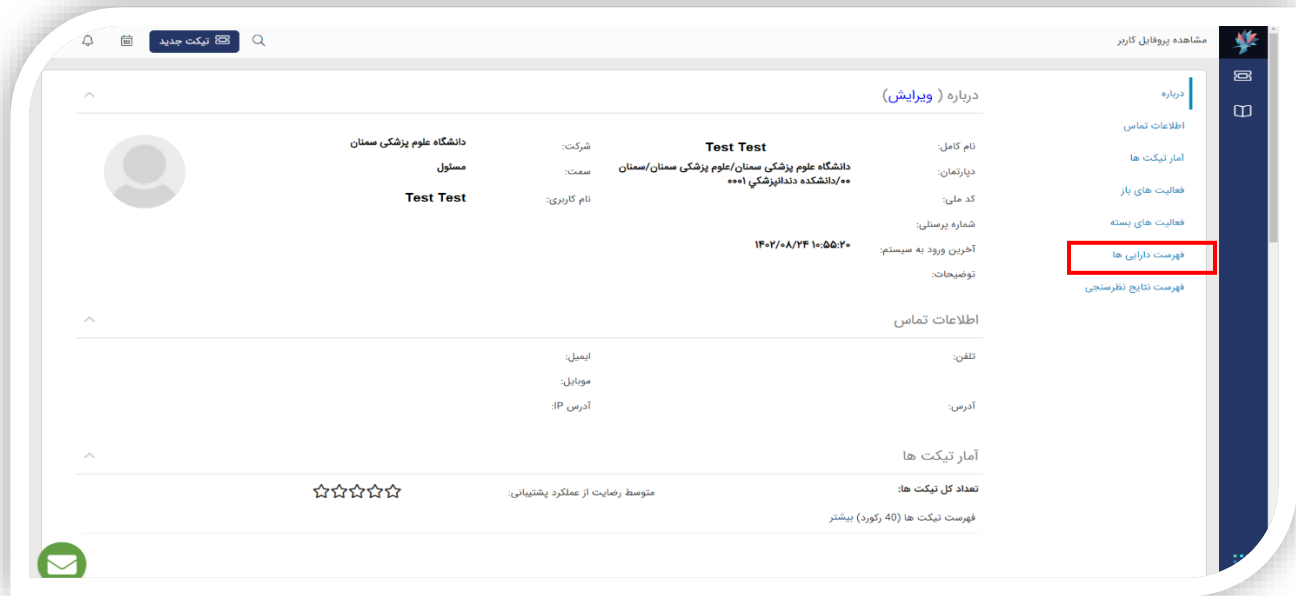 مشاهده پروفایل کاربر
تیکت جدید
درباره
اطلاعات تماس
آمار تیکت ها
فعالیت های باز
فعالیت های بسته
فهرست دارایی ها
فهرست نتایج نظرسنجی
درباره ( ویرایش)
نام کامل: Test Test
شرکت: دانشگاه علوم پزشکی سمنان
دپارتمان: دانشگاه علوم پزشکی سمنان/علوم پزشکی سمنان/سمنان
۰۰/دانشکده دندانپزشکي ۰۰۰۱
سمت: مسئول
کد ملی:
نام کاربری: Test Test
شماره پرسنلی:
آخرین ورود به سیستم: ۱۴۰۲/۰۸/۲۴ ۱۰:۵۵:۲۰
توضیحات:
اطلاعات تماس
تلفن:
ایمیل:
موبایل:
آدرس:
آدرس IP:
آمار تیکت ها
تعداد کل تیکت ها:
متوسط رضایت از عملکرد پشتیبانی:
فهرست تیکت ها (40 رکورد) بیشتر